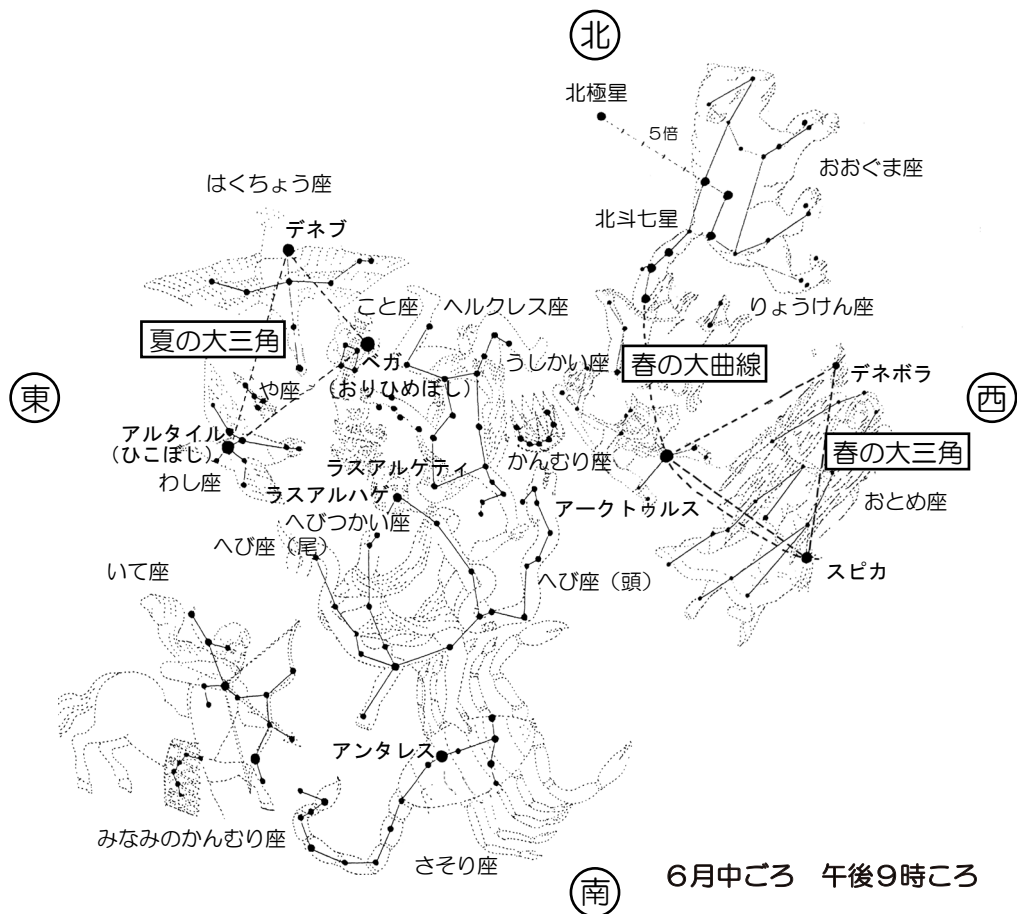 北
北極星
5倍
おおぐま座
はくちょう座
デネブ
北斗七星
こと座
ヘルクレス座
りょうけん座
夏の大三角
ベガ
(おりひめぼし)
うしかい座
春の大曲線
デネボラ
東
西
や座
アルタイル
(ひこぼし)
わし座
かんむり座
春の大三角
ラスアルゲティ
ラスアルハゲ
アークトゥルス
おとめ座
へびつかい座
へび座(尾)
いて座
へび座(頭)
スピカ
アンタレス
みなみのかんむり座
さそり座
南
6月中ごろ 午後9時ころ